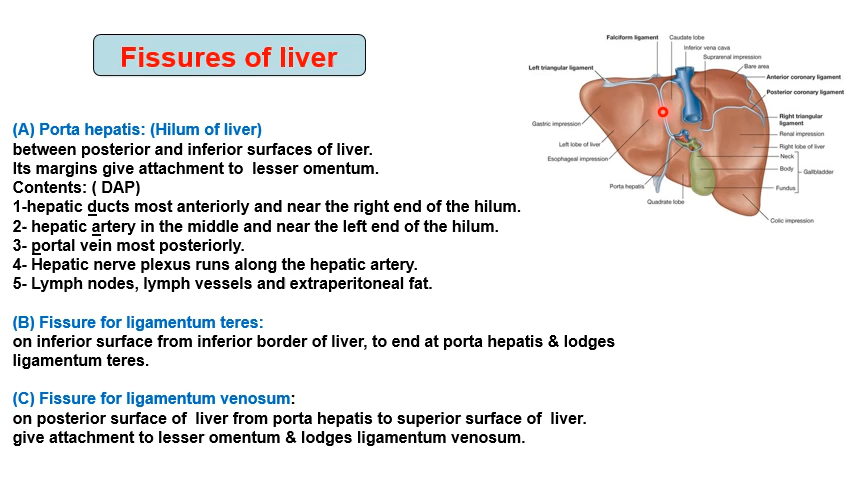 Fissures of liver
(A) Porta hepatis: (Hilum of liver)
between posterior and inferior surfaces of liver.
Its margins give attachment to lesser omentum.
Contents: ( DAP)
1-hepatic ducts most anteriorly and near the right end of the hilum.
2- hepatic artery in the middle and near the left end of the hilum.
3- portal vein most posteriorly.
4- Hepatic nerve plexus runs along the hepatic artery.
5- Lymph nodes, lymph vessels and extraperitoneal fat.
(B) Fissure for ligamentum teres:
on inferior surface from inferior border of liver, to end at porta hepatis & lodges
ligamentum teres.
(C) Fissure for ligamentum venosum:
on posterior surface of liver from porta hepatis to superior surface of liver.
give attachment to lesser omentum & lodges ligamentum venosum.
Falciform ligament
Caudate lobe
Inferior vena cava
Suprarenal impression
Bare area
Left triangular ligament
Anterior coronary ligament
Posterior coronary ligament
Right triangular
ligament
Gastric impression
Renal impression
Left lobe of liver
Right lobe of liver
Esophageal impression
Neck
Body
Gallbladder
Porta hepatis
Fundus
Quadrate lobe
Colic impression